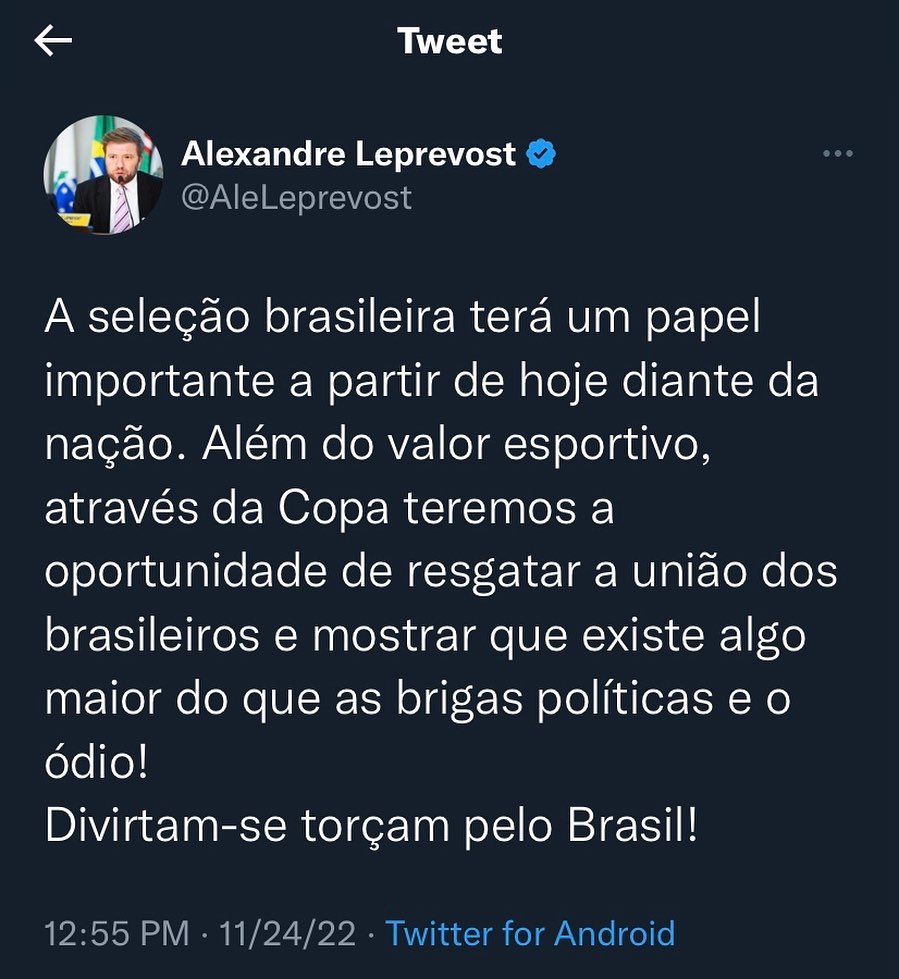 Tweet
Alexandre Leprevost
@AleLeprevost
A seleção brasileira terá um papel
importante a partir de hoje diante da
nação. Além do valor esportivo,
através da Copa teremos a
oportunidade de resgatar a união dos
brasileiros e mostrar que existe algo
maior do que as brigas políticas e o
ódio!
Divirtam-se torçam pelo Brasil!
12:55 PM · 11/24/22 · Twitter for Android